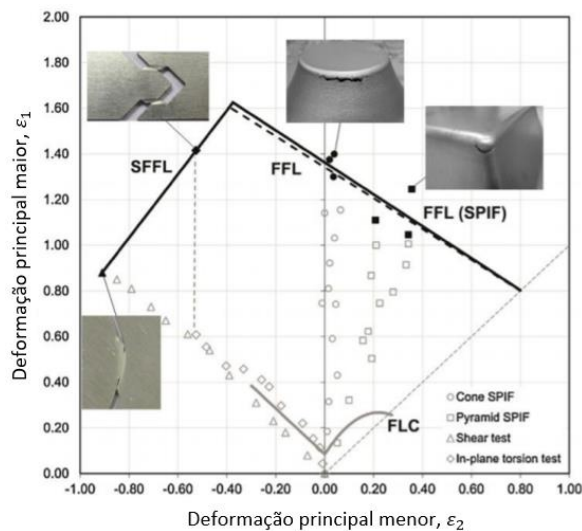 1.80
1.60
1.40
1.20
1.00
0.80
0.60
0.40
0.20
0.00
Deformação principal maior, ε₁
SFFL
FFL
FFL (SPIF)
FLC
Cone SPIF
Pyramid SPIF
Shear test
In-plane torsion test
-1.00 -0.80 -0.60 -0.40 -0.20 0.00 0.20 0.40 0.60 0.80 1.00
Deformação principal menor, ε₂